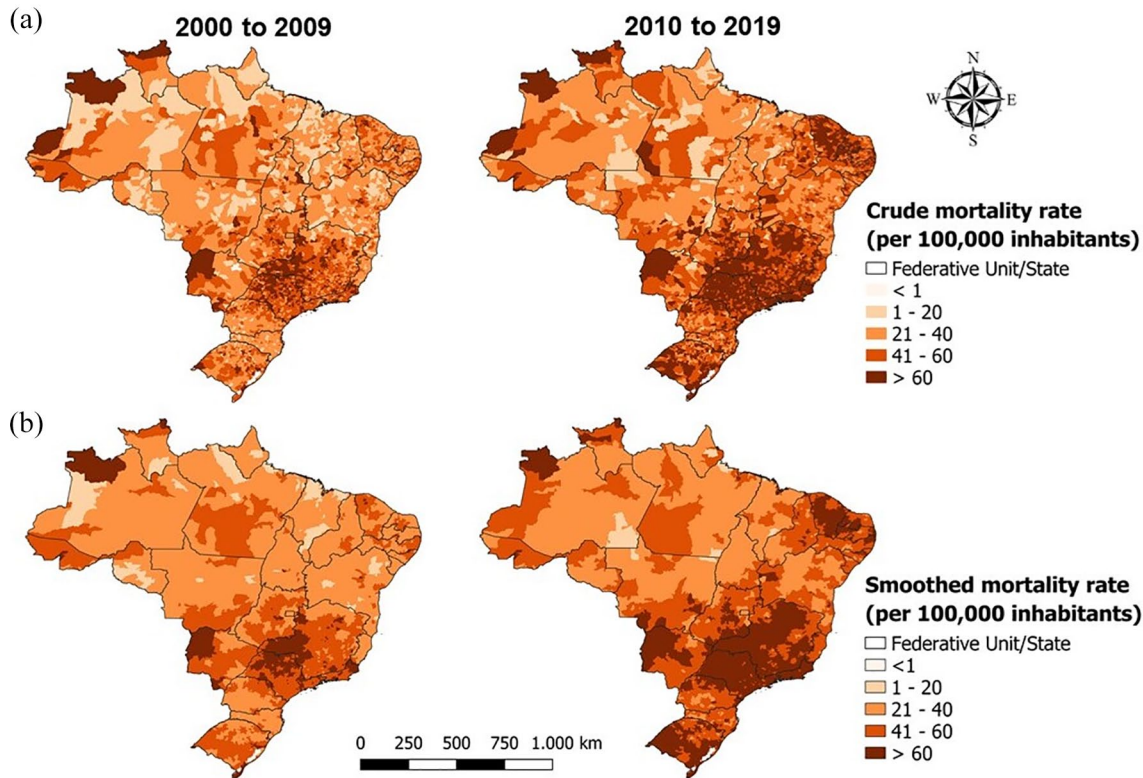 (a)
2000 to 2009
2010 to 2019
N
W E
S
Crude mortality rate
(per 100,000 inhabitants)
Federative Unit/State
< 1
1 - 20
21 - 40
41 - 60
> 60
(b)
Smoothed mortality rate
(per 100,000 inhabitants)
Federative Unit/State
<1
1 - 20
21 - 40
41 - 60
> 60
0 250 500 750 1.000 km